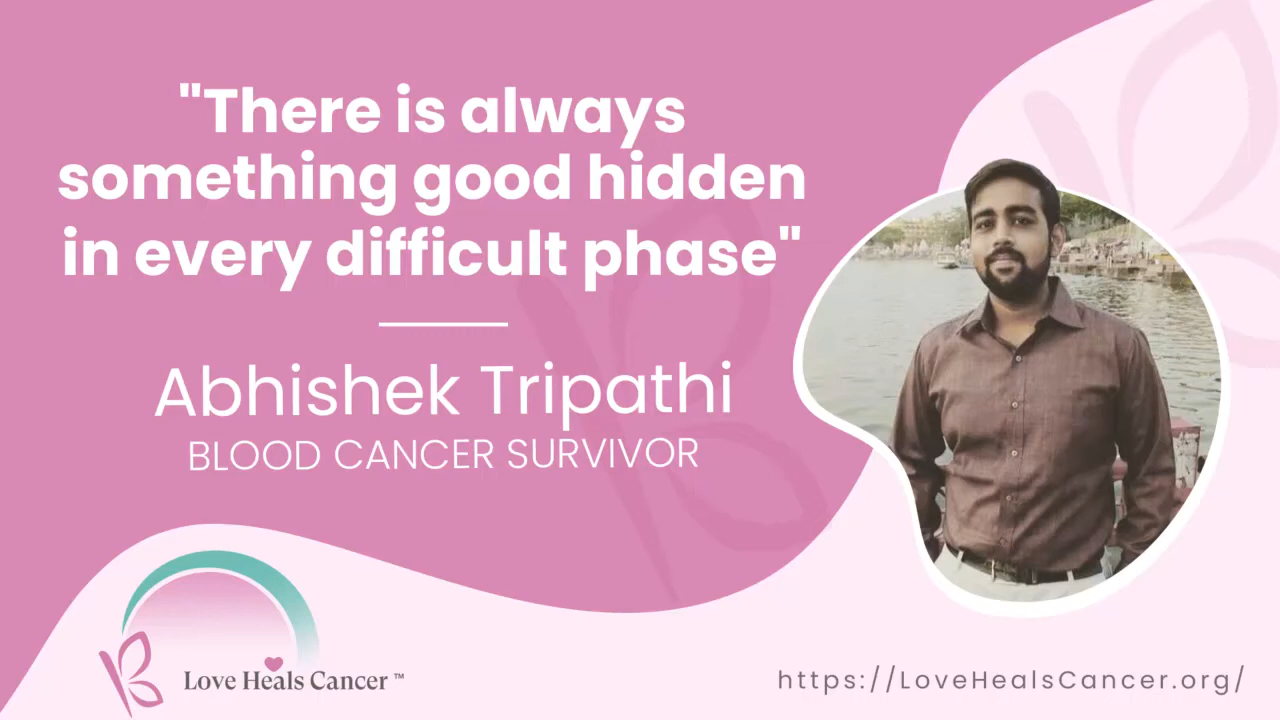 "There is always
something good hidden
in every difficult phase"
Abhishek Tripathi
BLOOD CANCER SURVIVOR
Love Heals Cancer ™
https://LoveHealsCancer.org/